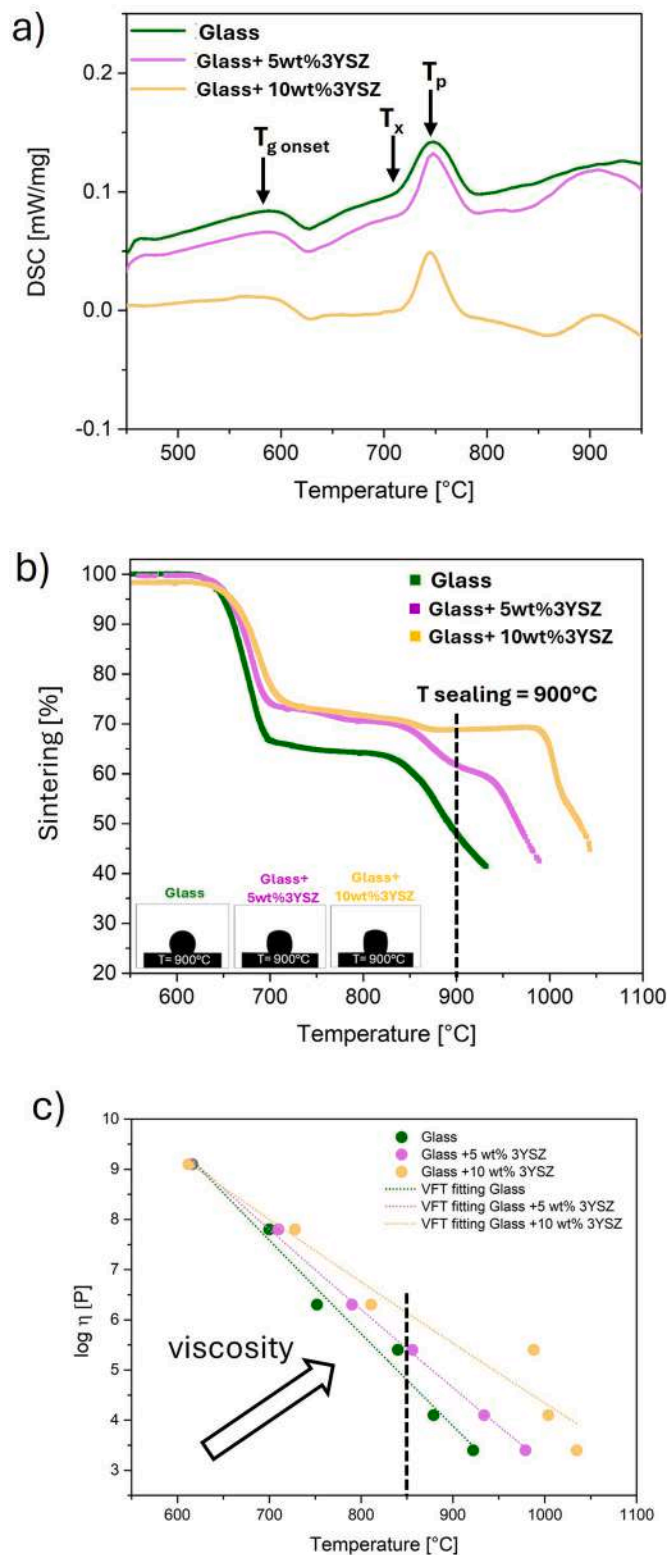 a)
Glass
Glass+ 5wt%3YSZ
Glass+ 10wt%3YSZ
T g onset
T x
T p
0.2
0.1
0.0
-0.1
DSC [mW/mg]
500 600 700 800 900
Temperature [°C]
b)
Glass
Glass+ 5wt%3YSZ
Glass+ 10wt%3YSZ
T sealing = 900°C
100
90
80
70
60
50
40
30
20
Sintering [%]
Glass
Glass+
5wt%3YSZ
Glass+
10wt%3YSZ
T= 900°C
T= 900°C
T= 900°C
600 700 800 900 1000 1100
Temperature [°C]
c)
Glass
Glass +5 wt% 3YSZ
Glass +10 wt% 3YSZ
VFT fitting Glass
VFT fitting Glass +5 wt% 3YSZ
VFT fitting Glass +10 wt% 3YSZ
10
9
8
7
6
5
4
3
log η [P]
viscosity
600 700 800 900 1000 1100
Temperature [°C]